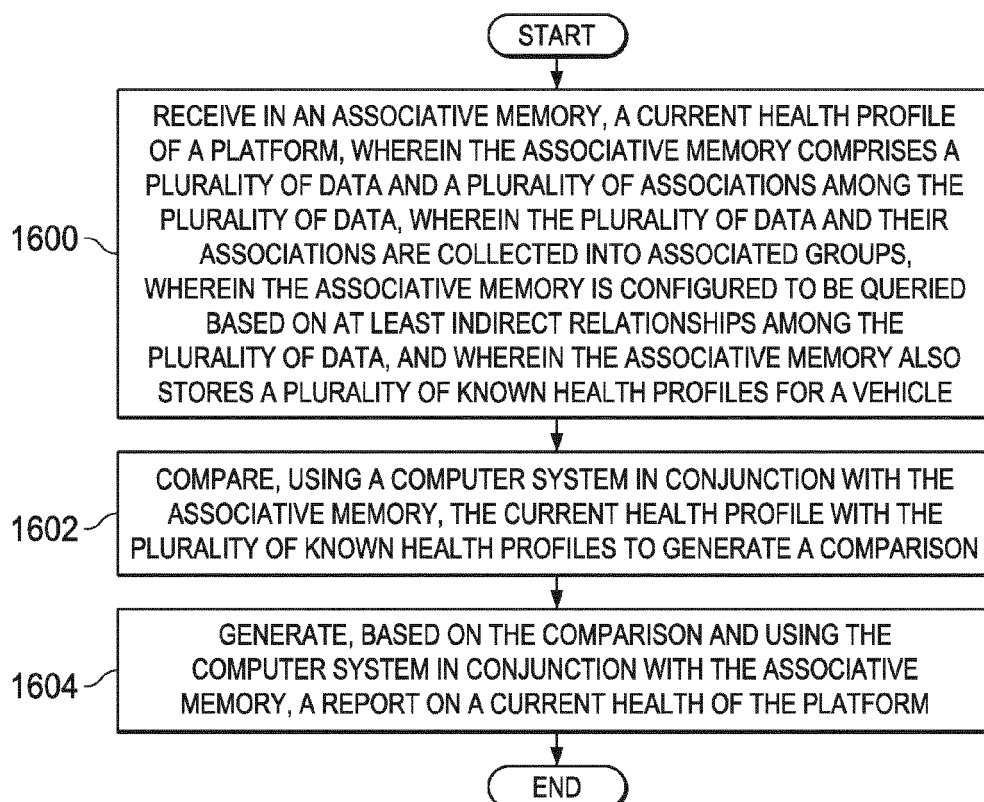 START
RECEIVE IN AN ASSOCIATIVE MEMORY, A CURRENT HEALTH PROFILE
OF A PLATFORM, WHEREIN THE ASSOCIATIVE MEMORY COMPRISES A
PLURALITY OF DATA AND A PLURALITY OF ASSOCIATIONS AMONG THE
PLURALITY OF DATA, WHEREIN THE PLURALITY OF DATA AND THEIR
1600
ASSOCIATIONS ARE COLLECTED INTO ASSOCIATED GROUPS,
WHEREIN THE ASSOCIATIVE MEMORY IS CONFIGURED TO BE QUERIED
BASED ON AT LEAST INDIRECT RELATIONSHIPS AMONG THE
PLURALITY OF DATA, AND WHEREIN THE ASSOCIATIVE MEMORY ALSO
STORES A PLURALITY OF KNOWN HEALTH PROFILES FOR A VEHICLE
COMPARE, USING A COMPUTER SYSTEM IN CONJUNCTION WITH THE
1602
ASSOCIATIVE MEMORY, THE CURRENT HEALTH PROFILE WITH THE
PLURALITY OF KNOWN HEALTH PROFILES TO GENERATE A COMPARISON
GENERATE, BASED ON THE COMPARISON AND USING THE
1604
COMPUTER SYSTEM IN CONJUNCTION WITH THE ASSOCIATIVE
MEMORY, A REPORT ON A CURRENT HEALTH OF THE PLATFORM
END